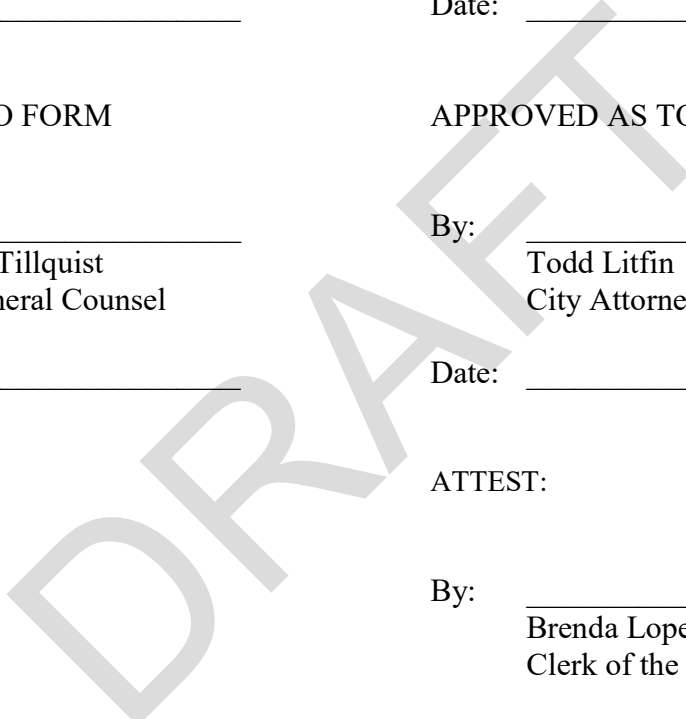 Date:
O FORM
APPROVED AS TO
By:
Tillquist
Todd Litfin
neral Counsel
City Attorne
Date:
ATTEST:
By:
Brenda Lope
Clerk of the
DRAFT